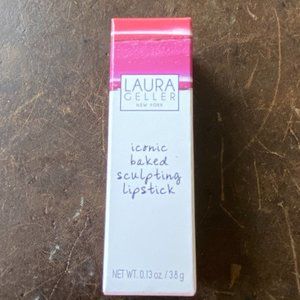 LAURA
GELLER
NEW YORK
iconic
baked
sculpting
lipstick
NET WT. 0.13 oz. / 3.8 g